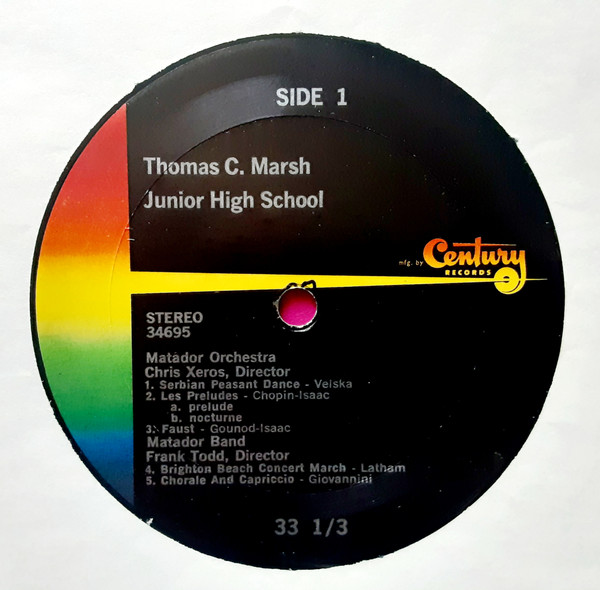 SIDE 1
Thomas C. Marsh
Junior High School
mfg. by Century
RECORDS
STEREO
34695
Matador Orchestra
Chris Xeros, Director
1. Serbian Peasant Dance - Velska
2. Les Preludes - Chopin-Isaac
a. prelude
b. nocturne
3. Faust - Gounod-Isaac
Matador Band
Frank Todd, Director
4. Brighton Beach Concert March - Latham
5. Chorale And Capriccio - Giovannini
33 1/3